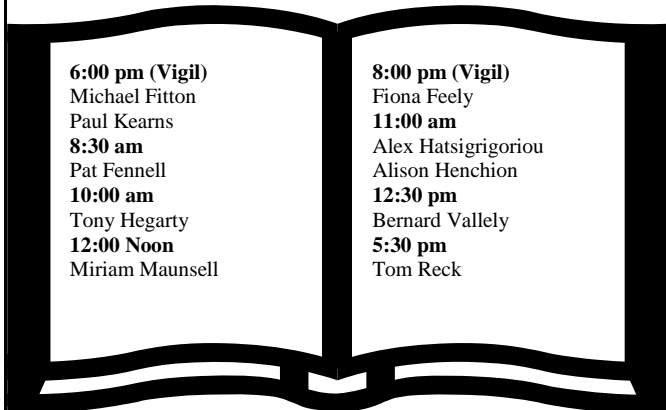 6:00 pm (Vigil)
Michael Fitton
Paul Kearns
8:30 am
Pat Fennell
10:00 am
Tony Hegarty
12:00 Noon
Miriam Maunsell
8:00 pm (Vigil)
Fiona Feely
11:00 am
Alex Hatsigrigoriou
Alison Henchion
12:30 pm
Bernard Vallely
5:30 pm
Tom Reck